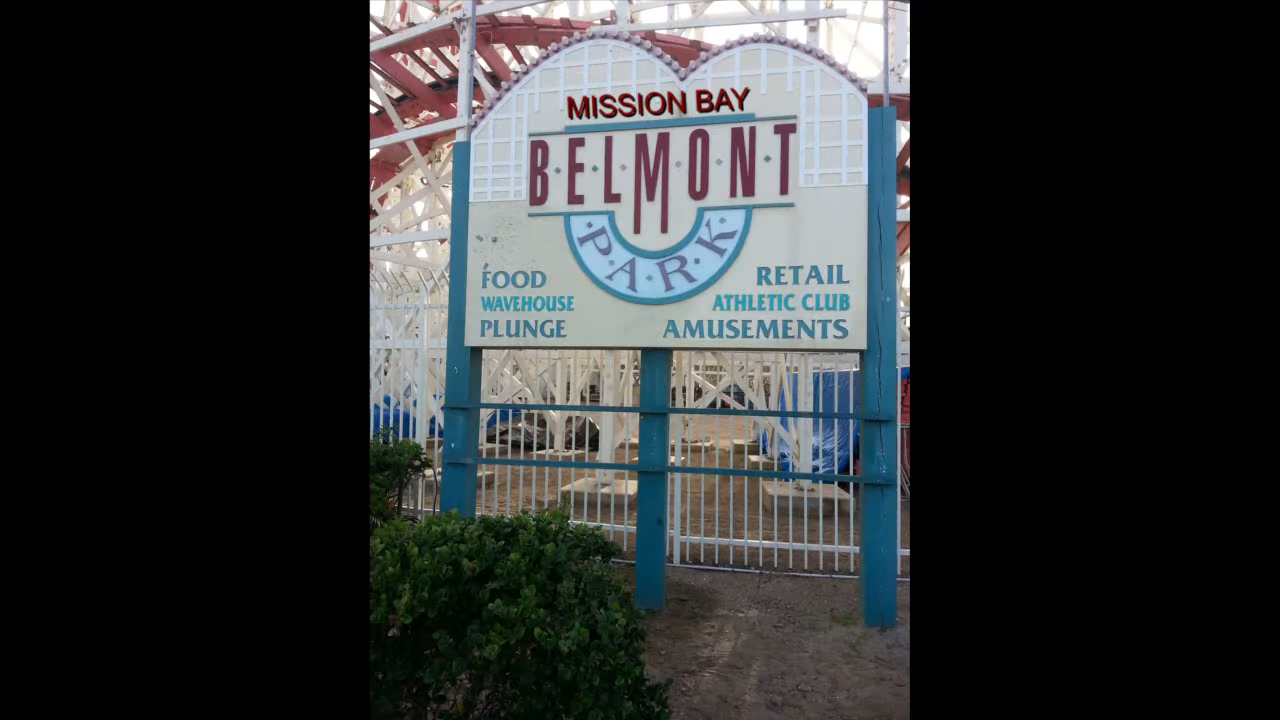 MISSION BAY
BELMONT
PARK
FOOD
WAVEHOUSE
PLUNGE
RETAIL
ATHLETIC CLUB
AMUSEMENTS